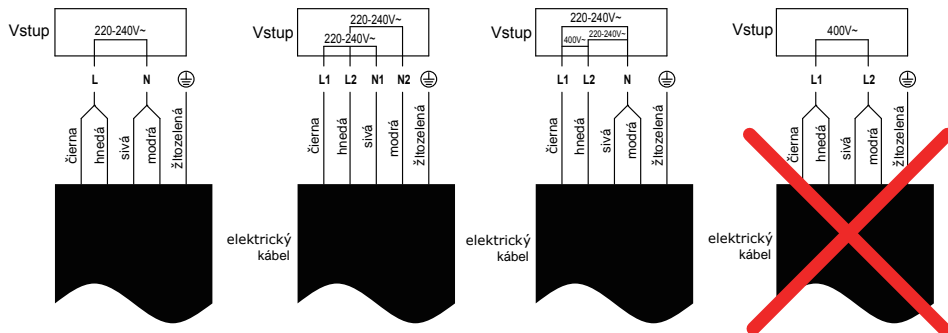 Vstup
220-240V~
L
N
čierna
hnedá
sivá
modrá
žltozelená
Vstup
220-240V~
220-240V~
L1
L2
N1
N2
čierna
hnedá
sivá
modrá
žltozelená
elektrický
kábel
Vstup
220-240V~
400V~
220-240V~
L1
L2
N
čierna
hnedá
sivá
modrá
žltozelená
elektrický
kábel
Vstup
400V~
L1
L2
čierna
hnedá
sivá
modrá
žltozelená
elektrický
kábel